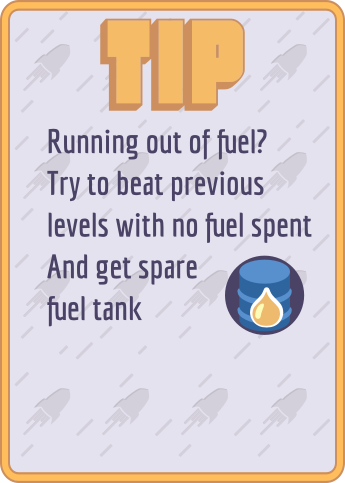 TIP
Running out of fuel?
Try to beat previous
levels with no fuel spent
And get spare
fuel tank